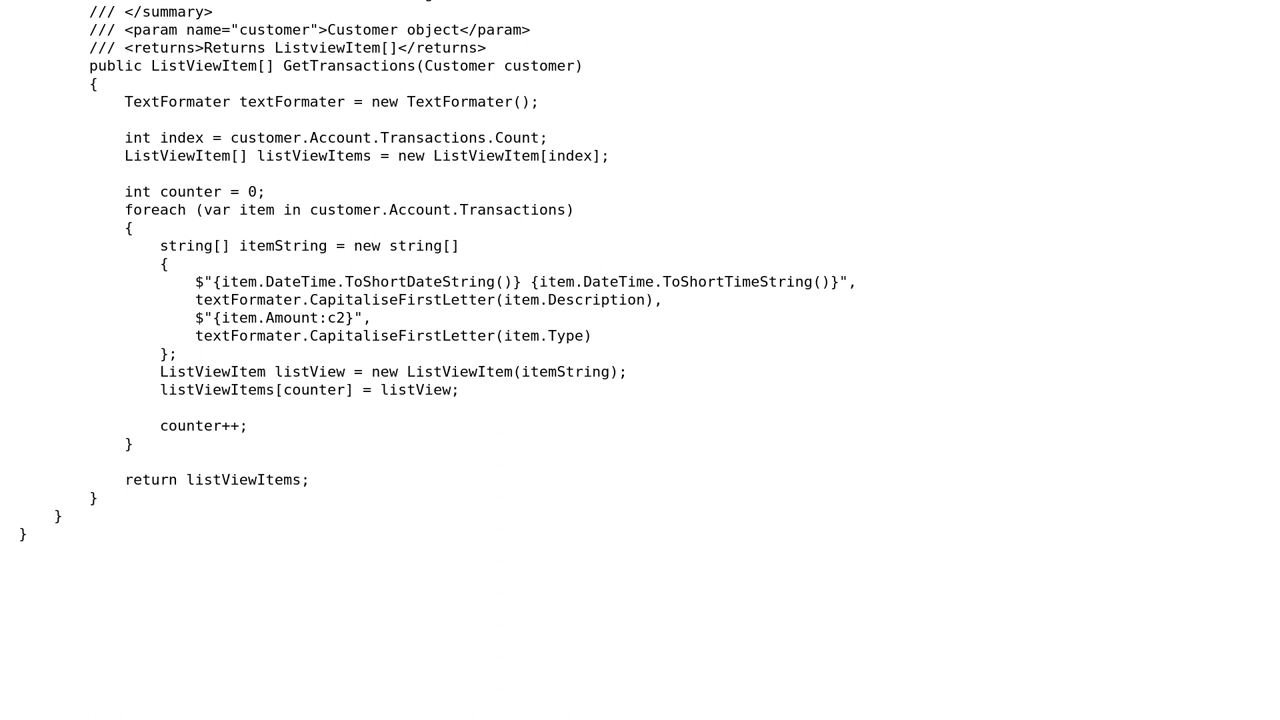 /// </summary>
/// <param name="customer">Customer object</param>
/// <returns>Returns ListviewItem[]</returns>
public ListViewItem[] GetTransactions(Customer customer)
{
TextFormater textFormater = new TextFormater();
int index = customer.Account.Transactions.Count;
ListViewItem[] listViewItems = new ListViewItem[index];
int counter = 0;
foreach (var item in customer.Account.Transactions)
{
string[] itemString = new string[]
{
$"{item.DateTime.ToShortDateString()} {item.DateTime.ToShortTimeString()}",
textFormater.CapitaliseFirstLetter(item.Description),
$"{item.Amount:c2}",
textFormater.CapitaliseFirstLetter(item.Type)
};
ListViewItem listView = new ListViewItem(itemString);
listViewItems[counter] = listView;
counter++;
}
return listViewItems;
}
}
}